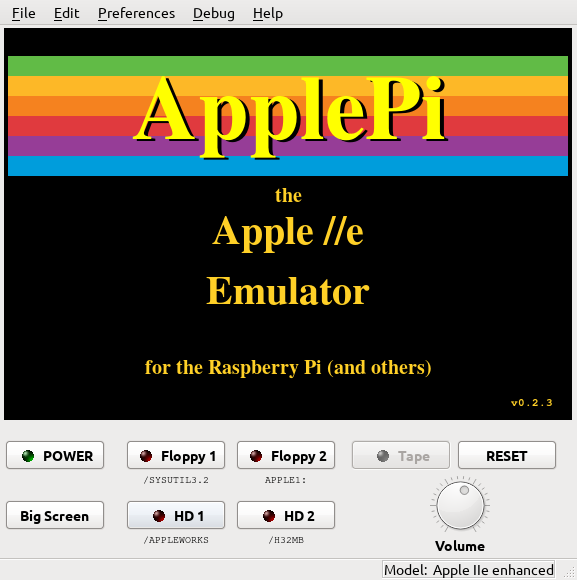 File Edit Preferences Debug Help
ApplePi
the
Apple //e
Emulator
for the Raspberry Pi (and others)
v0.2.3
POWER Floppy 1 Floppy 2 Tape RESET
/SYSUTIL3.2 APPLE1:
Big Screen HD 1 HD 2
/APPLEWORKS /H32MB
Volume
Model: Apple IIe enhanced